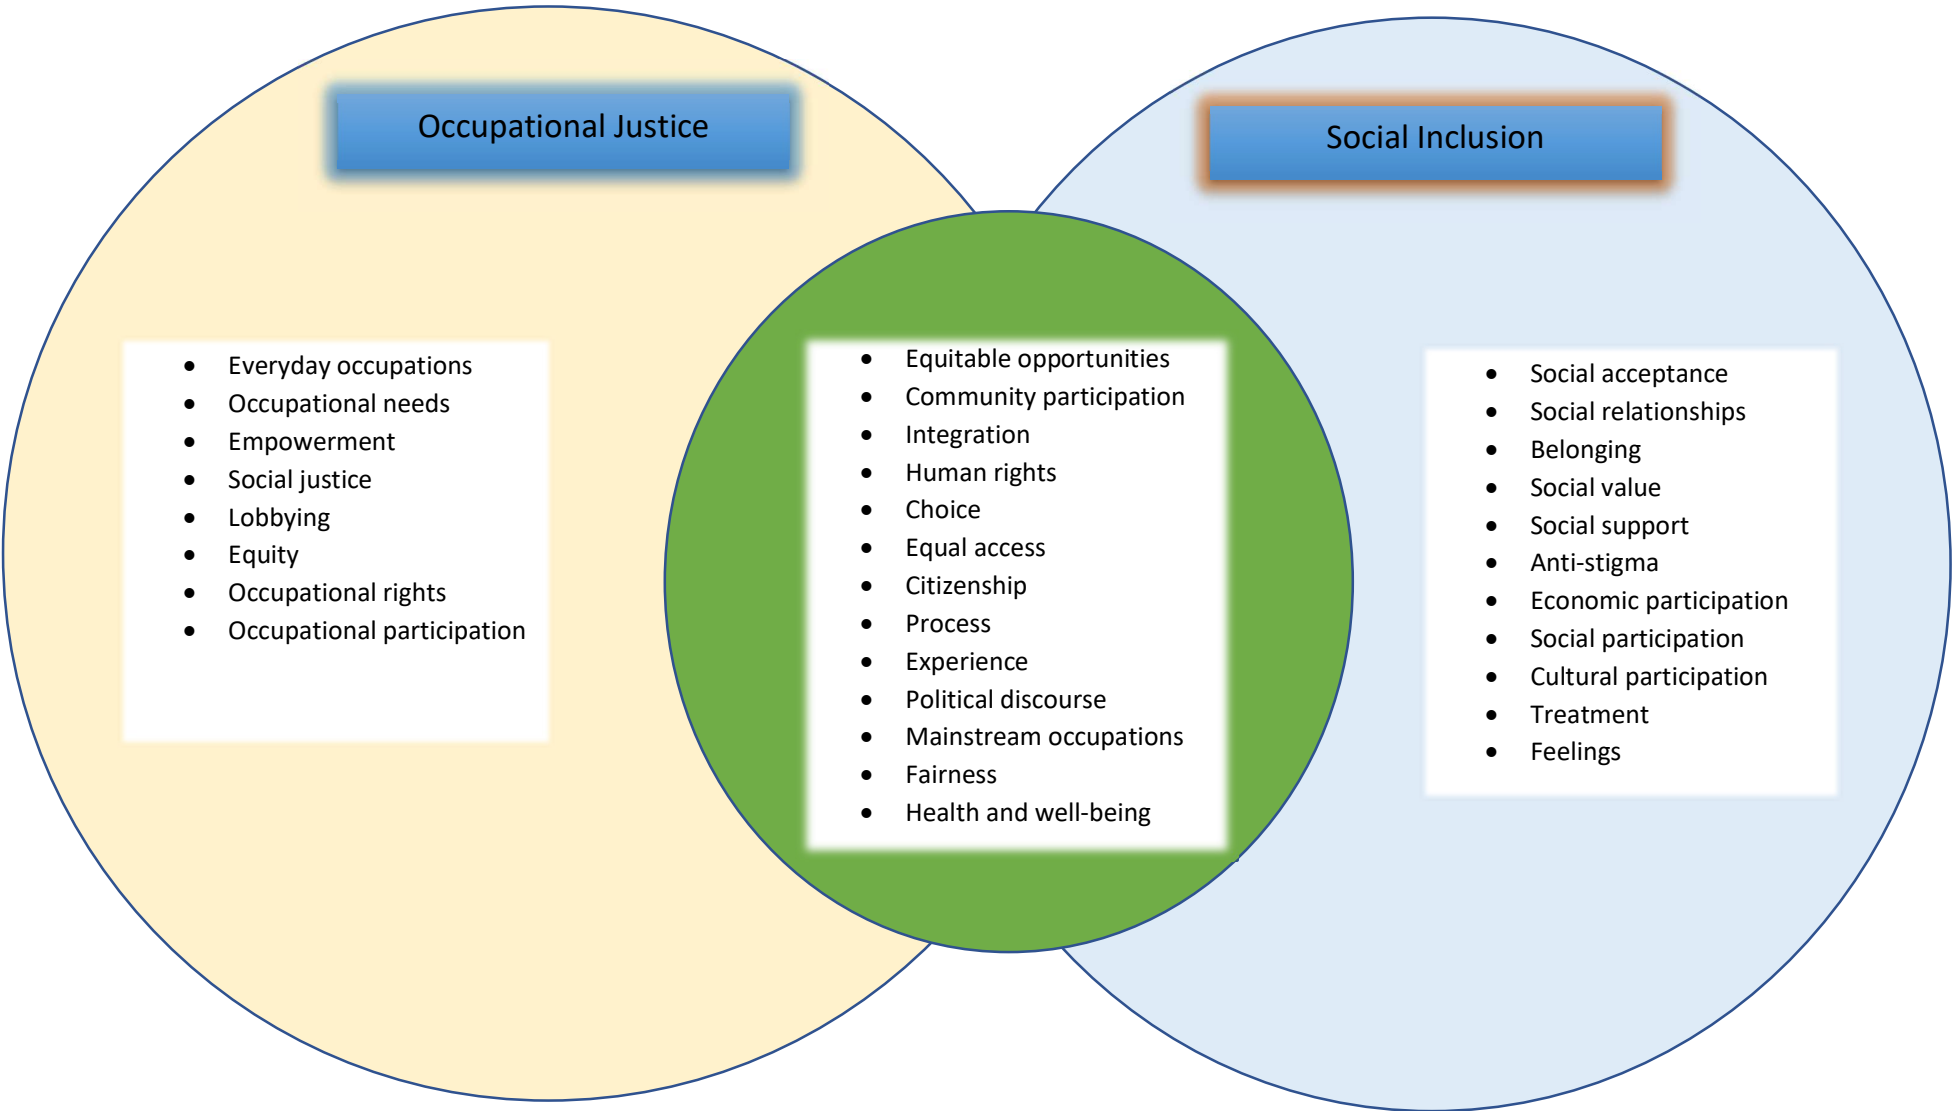 Occupational Justice
• Everyday occupations
• Occupational needs
• Empowerment
• Social justice
• Lobbying
• Equity
• Occupational rights
• Occupational participation
• Equitable opportunities
• Community participation
• Integration
• Human rights
• Choice
• Equal access
• Citizenship
• Process
• Experience
• Political discourse
• Mainstream occupations
• Fairness
• Health and well-being
Social Inclusion
• Social acceptance
• Social relationships
• Belonging
• Social value
• Social support
• Anti-stigma
• Economic participation
• Social participation
• Cultural participation
• Treatment
• Feelings